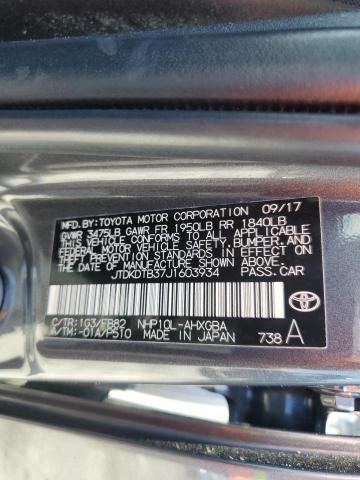 MFD.BY:TOYOTA MOTOR CORPORATION 09/17
GVWR 3475LB GAWR FR 1950LB RR 1840LB
THIS VEHICLE CONFORMS TO ALL APPLICABLE
FEDERAL MOTOR VEHICLE SAFETY, BUMPER, AND
THEFT PREVENTION STANDARDS IN EFFECT ON
THE DATE OF MANUFACTURE SHOWN ABOVE.
JTDKDTB37J1603934 PASS.CAR
C/TR:1G3/FB82 NHP10L-AHXGBA
A/TM:-01A/P510 MADE IN JAPAN 738 A
TOYOTA